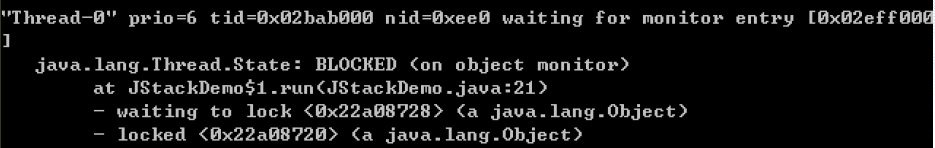 "Thread-0" prio=6 tid=0x02bab000 nid=0xee0 waiting for monitor entry [0x02eff000
]
   java.lang.Thread.State: BLOCKED (on object monitor)
        at JStackDemo$1.run(JStackDemo.java:21)
        - waiting to lock <0x22a08728> (a java.lang.Object)
        - locked <0x22a08720> (a java.lang.Object)